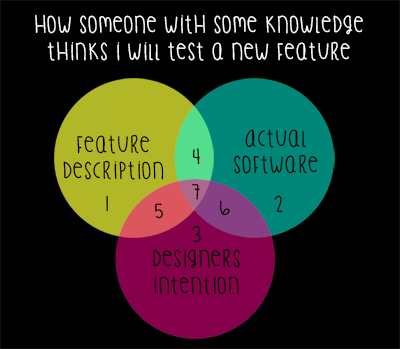 How someone with some knowledge
thinks I will test a new feature
Feature
Description
1
Actual
Software
2
4
7
5
6
3
Designers
Intention